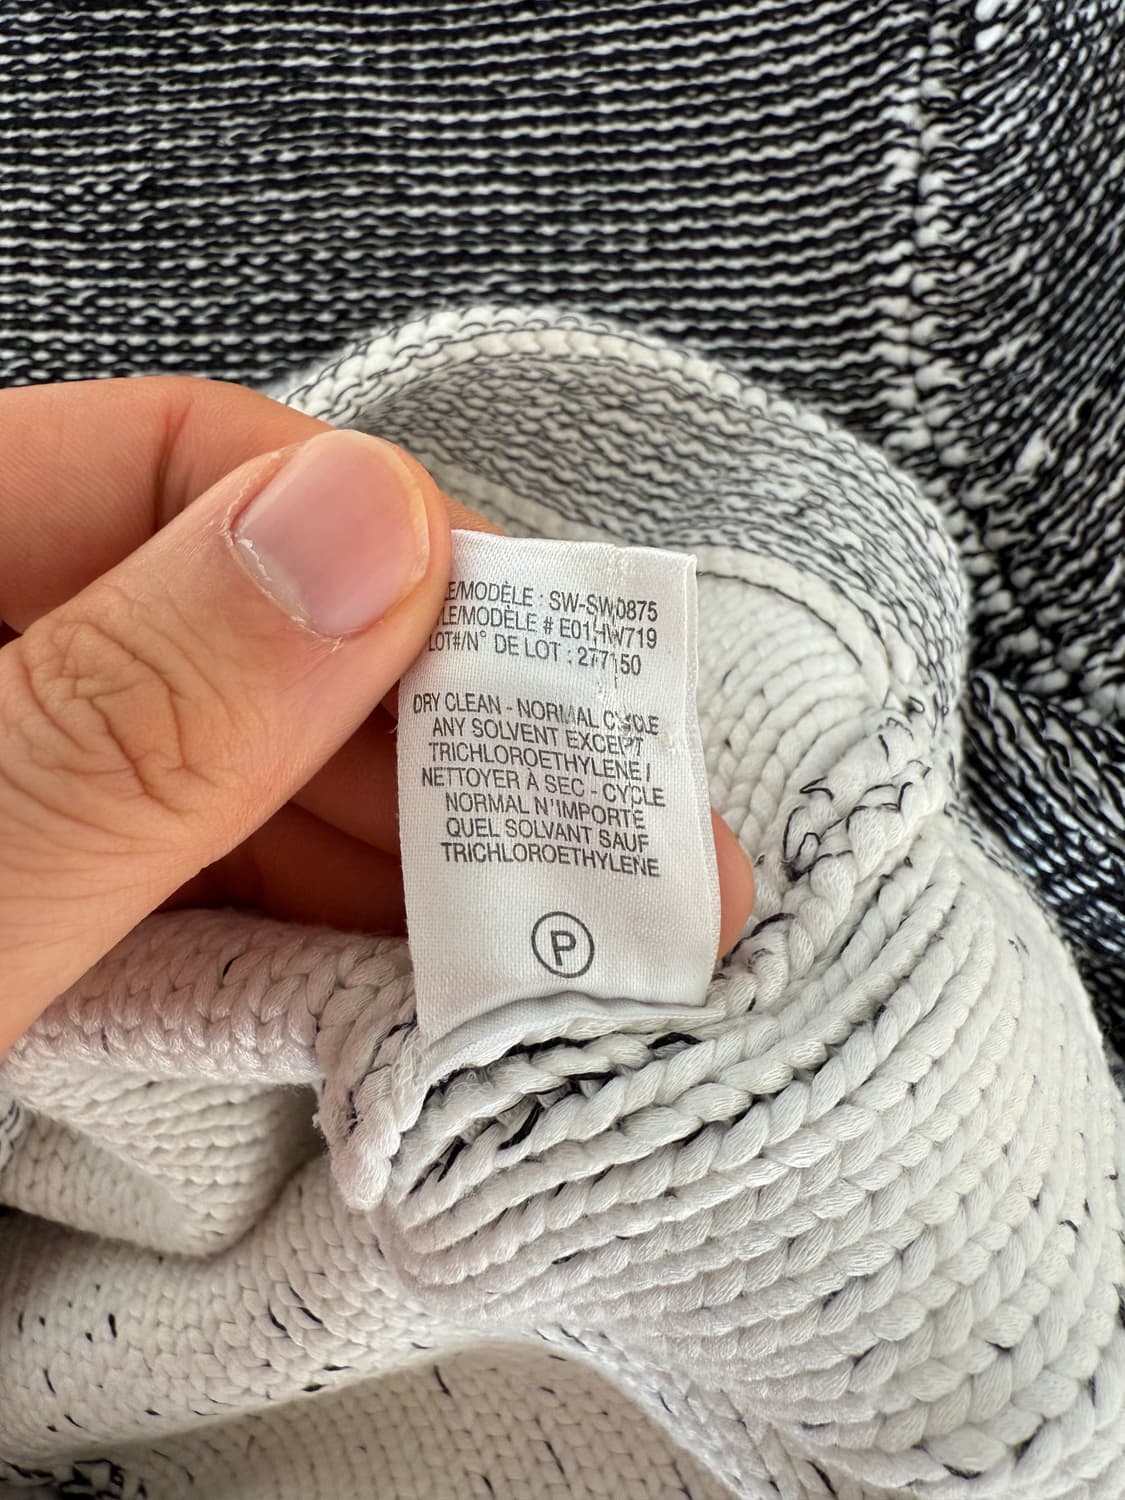 LE/MODÈLE : SW-SW0875
LE/MODÈLE # E01HW719
LOT#/N° DE LOT : 277150
DRY CLEAN - NORMAL CYCLE
ANY SOLVENT EXCEPT
TRICHLOROETHYLENE /
NETTOYER À SEC - CYCLE
NORMAL N'IMPORTE
QUEL SOLVANT SAUF
TRICHLOROETHYLENE
P